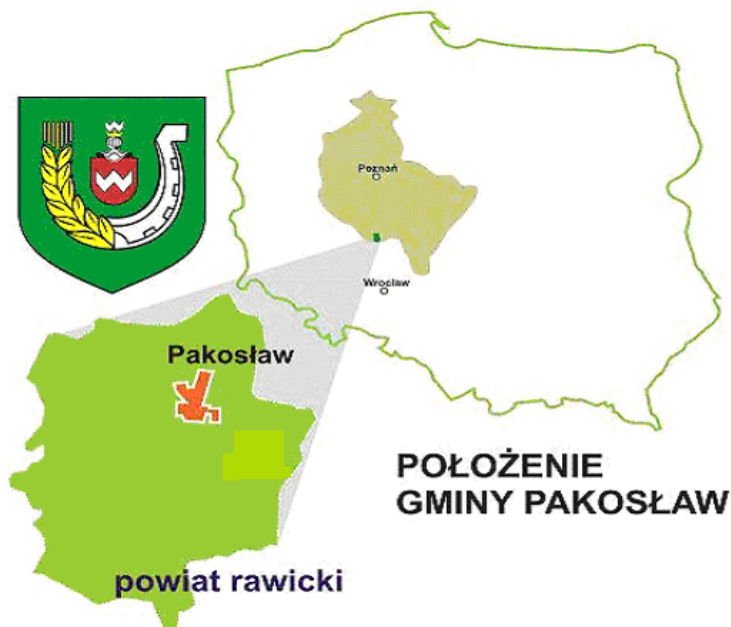 Poznań
Wrocław
Pakosław
POŁOŻENIE
GMINY PAKOSŁAW
powiat rawicki